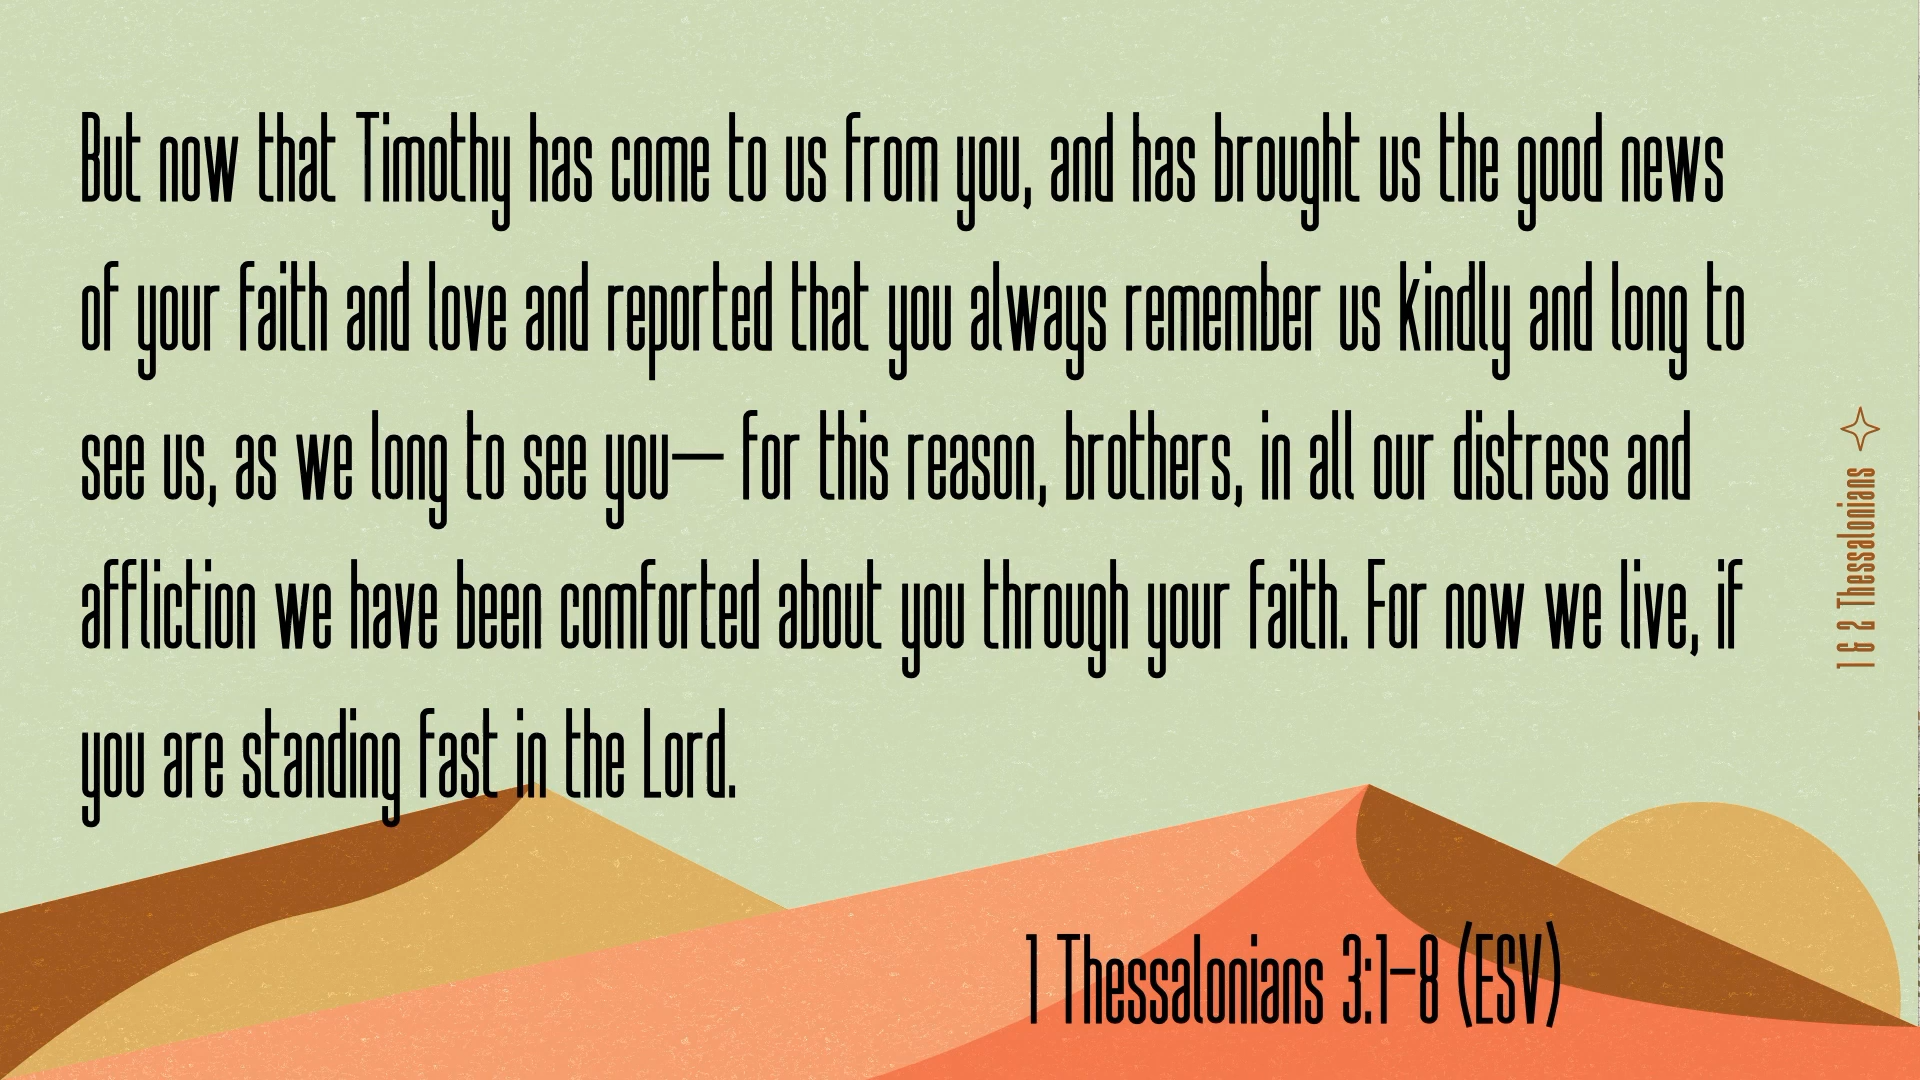 But now that Timothy has come to us from you, and has brought us the good news
of your faith and love and reported that you always remember us kindly and long to
see us, as we long to see you— for this reason, brothers, in all our distress and
affliction we have been comforted about you through your faith. For now we live, if
you are standing fast in the Lord.
1 Thessalonians 3:1–8 (ESV)
1 & 2 Thessalonians